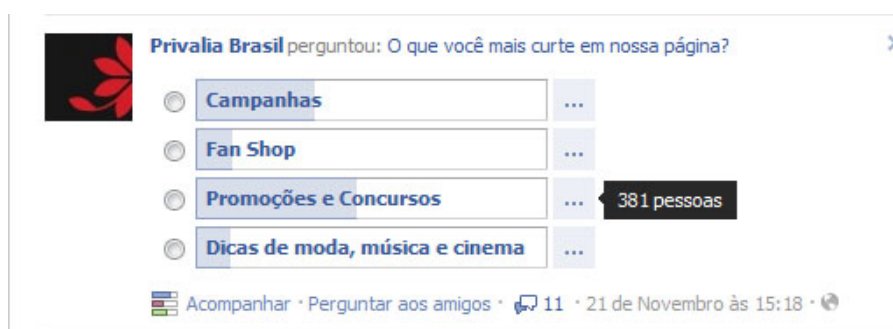 Privalia Brasil perguntou: O que você mais curte em nossa página?
Campanhas ...
Fan Shop ...
Promoções e Concursos ... 381 pessoas
Dicas de moda, música e cinema ...
Acompanhar · Perguntar aos amigos · 11 · 21 de Novembro às 15:18 ·